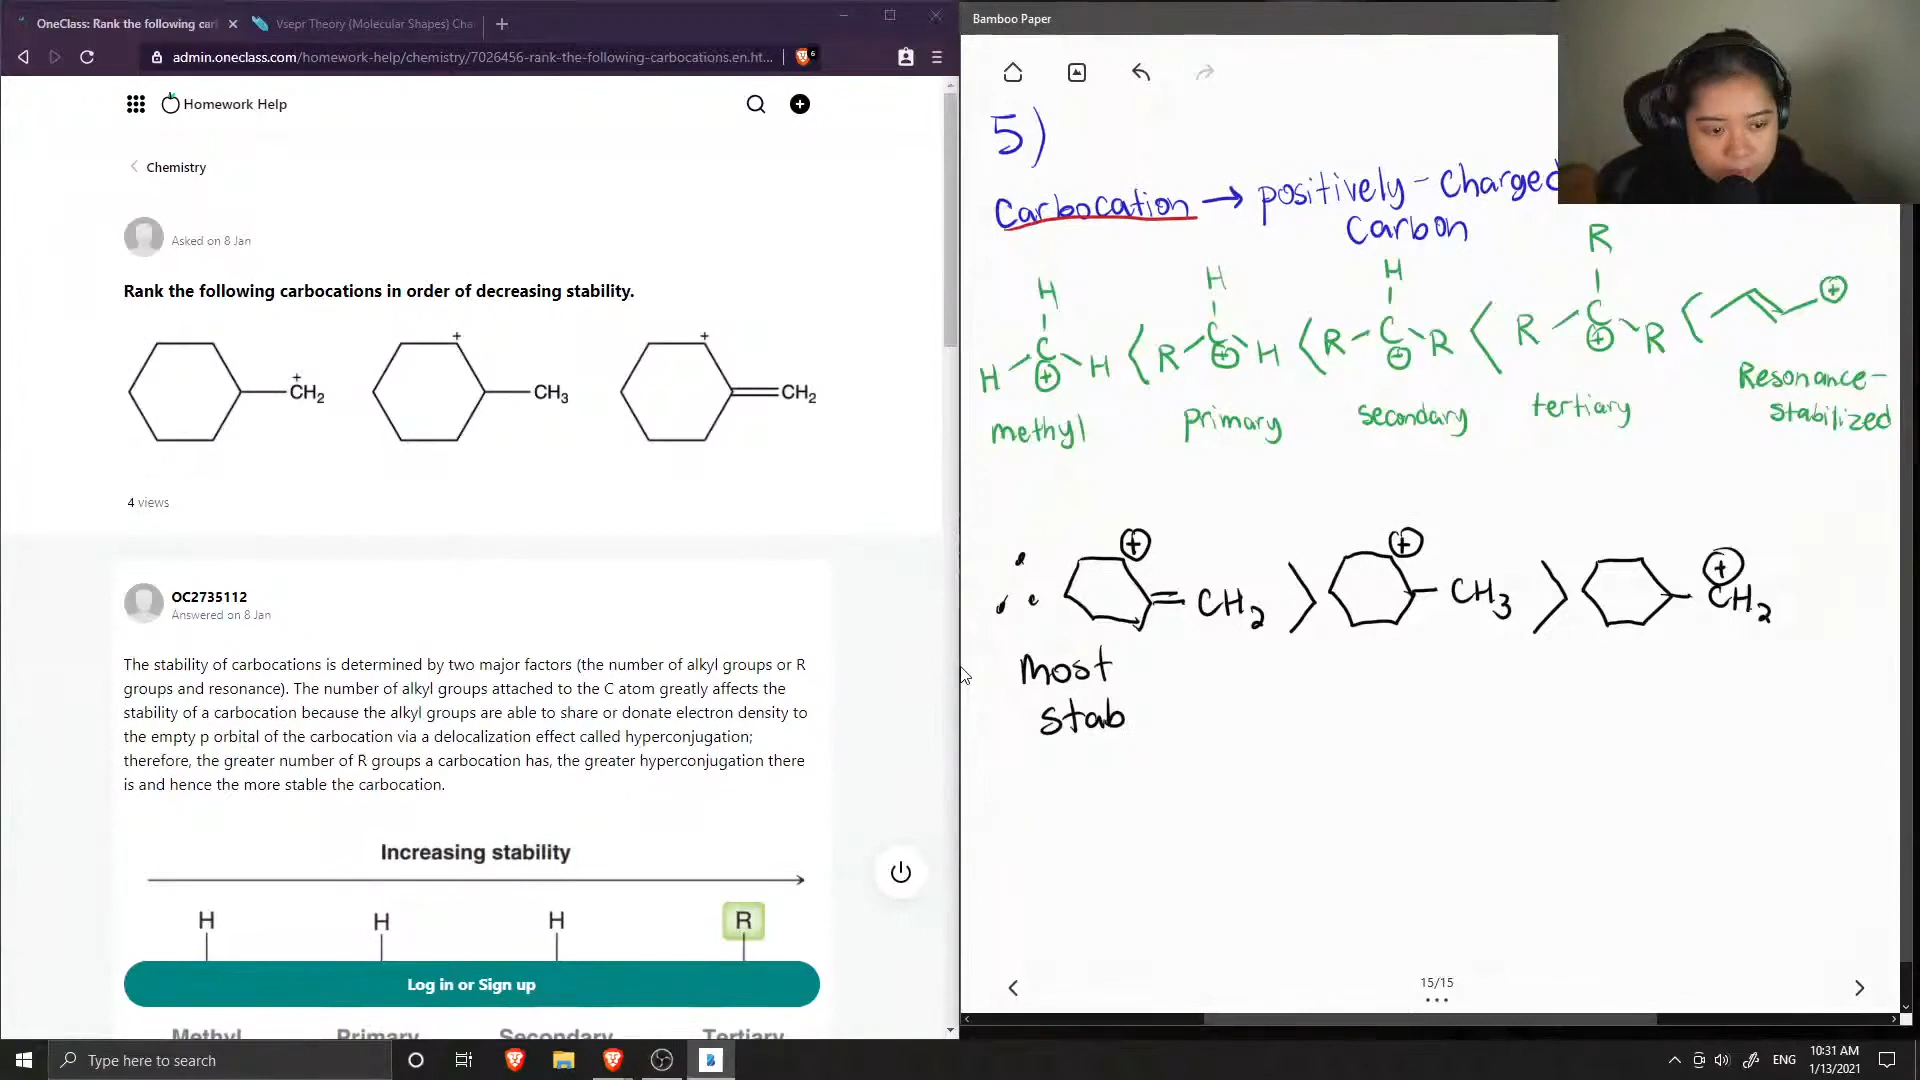 OneClass: Rank the following car
Vsepr Theory (Molecular Shapes) Cha
admin.oneclass.com/homework-help/chemistry/7026456-rank-the-following-carbocations.en.ht...
6
Homework Help
Chemistry
Asked on 8 Jan
Rank the following carbocations in order of decreasing stability.
+ + +
CH2 CH3 CH2
4 views
OC2735112
Answered on 8 Jan
The stability of carbocations is determined by two major factors (the number of alkyl groups or R
groups and resonance). The number of alkyl groups attached to the C atom greatly affects the
stability of a carbocation because the alkyl groups are able to share or donate electron density to
the empty p orbital of the carbocation via a delocalization effect called hyperconjugation;
therefore, the greater number of R groups a carbocation has, the greater hyperconjugation there
is and hence the more stable the carbocation.
Increasing stability
H H H R
Log in or Sign up
Methyl Primary Secondary Tertiary
Bamboo Paper
5)
Carbocation → positively-charged
Carbon
H H H R
H C H < R C H < R C R < R C R < +
+ + + +
methyl primary secondary tertiary Resonance-
stabilized
∴ + = CH2 > + - CH3 > - + CH2
most
stab
15/15
Type here to search
ENG
10:31 AM
1/13/2021